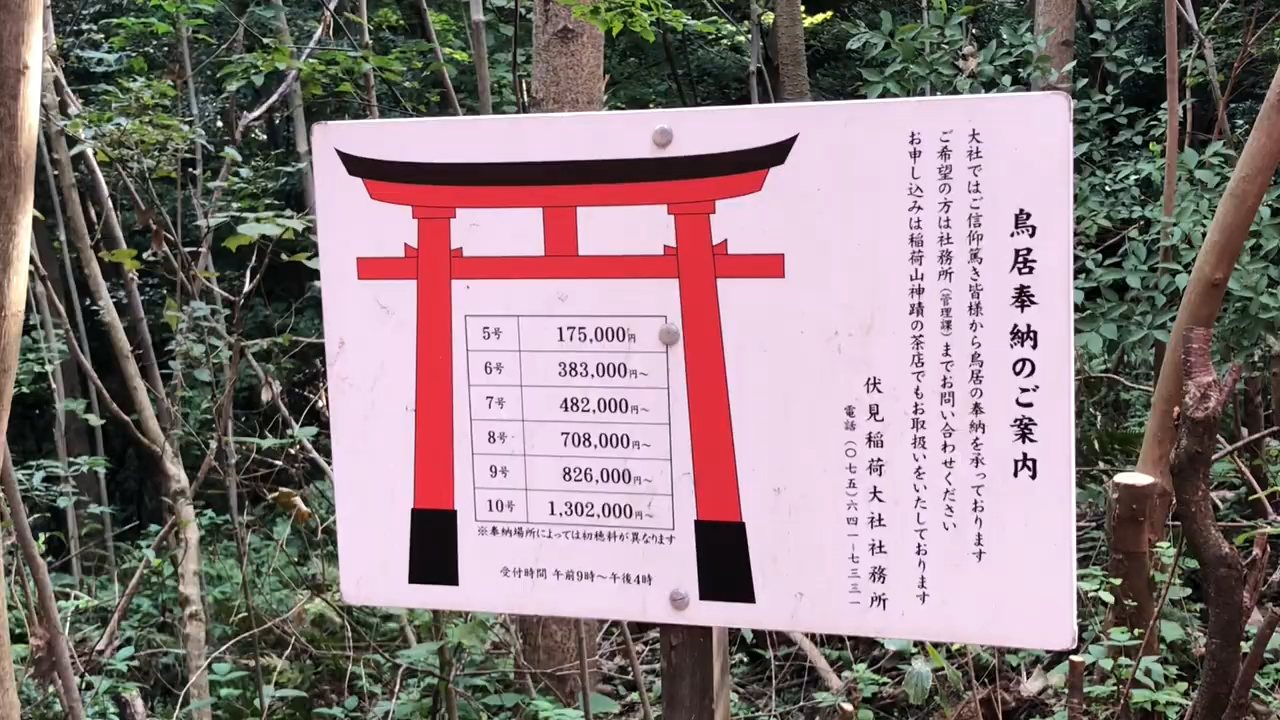 鳥居奉納のご案内
大社ではご信仰篤き皆様から鳥居の奉納を承っております
ご希望の方は社務所(管理課)までお問い合わせください
お申し込みは稲荷山神蹟の茶店でもお取扱いをいたしております
伏見稲荷大社社務所
電話(〇七五)六四一−七三三一
5号 175,000円
6号 383,000円〜
7号 482,000円〜
8号 708,000円〜
9号 826,000円〜
10号 1,302,000円〜
※奉納場所によっては初穂料が異なります
受付時間 午前9時〜午後4時